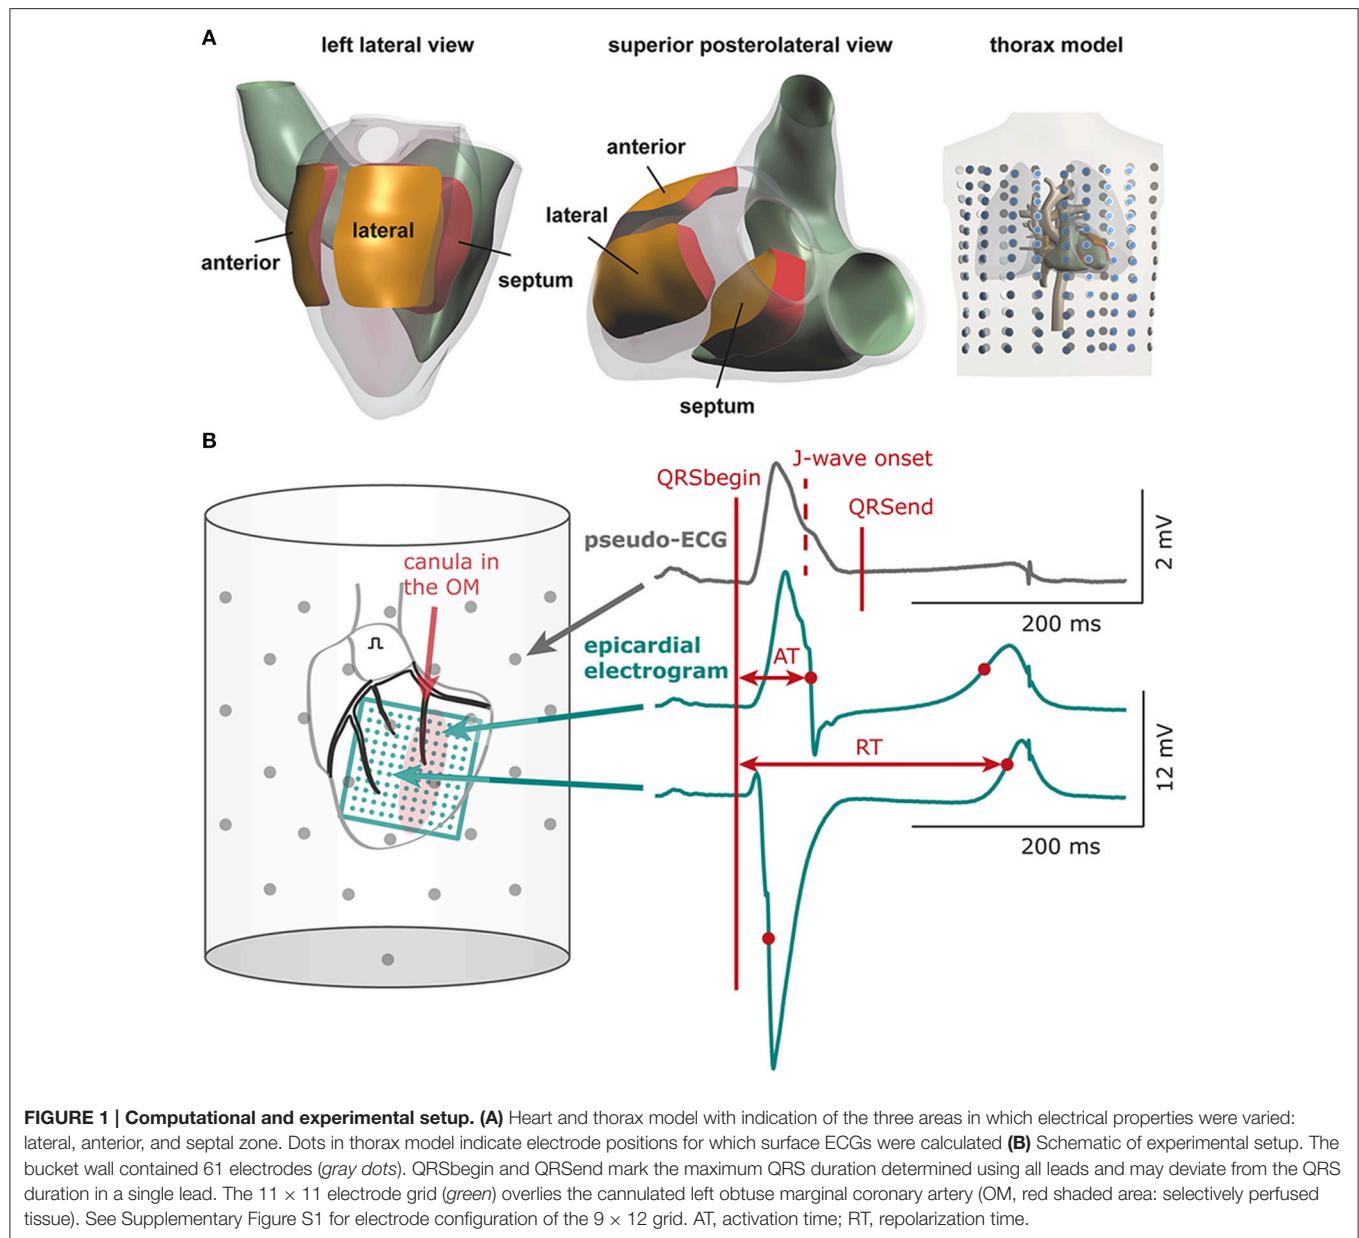 A
left lateral view
superior posterolateral view
thorax model
anterior
lateral
septum
anterior
lateral
septum
B
QRSbegin
J-wave onset
QRSend
pseudo-ECG
2 mV
200 ms
canula in
the OM
epicardial
electrogram
AT
RT
12 mV
200 ms
FIGURE 1 | Computational and experimental setup. (A) Heart and thorax model with indication of the three areas in which electrical properties were varied:
lateral, anterior, and septal zone. Dots in thorax model indicate electrode positions for which surface ECGs were calculated (B) Schematic of experimental setup. The
bucket wall contained 61 electrodes (gray dots). QRSbegin and QRSend mark the maximum QRS duration determined using all leads and may deviate from the QRS
duration in a single lead. The 11 × 11 electrode grid (green) overlies the cannulated left obtuse marginal coronary artery (OM, red shaded area: selectively perfused
tissue). See Supplementary Figure S1 for electrode configuration of the 9 × 12 grid. AT, activation time; RT, repolarization time.